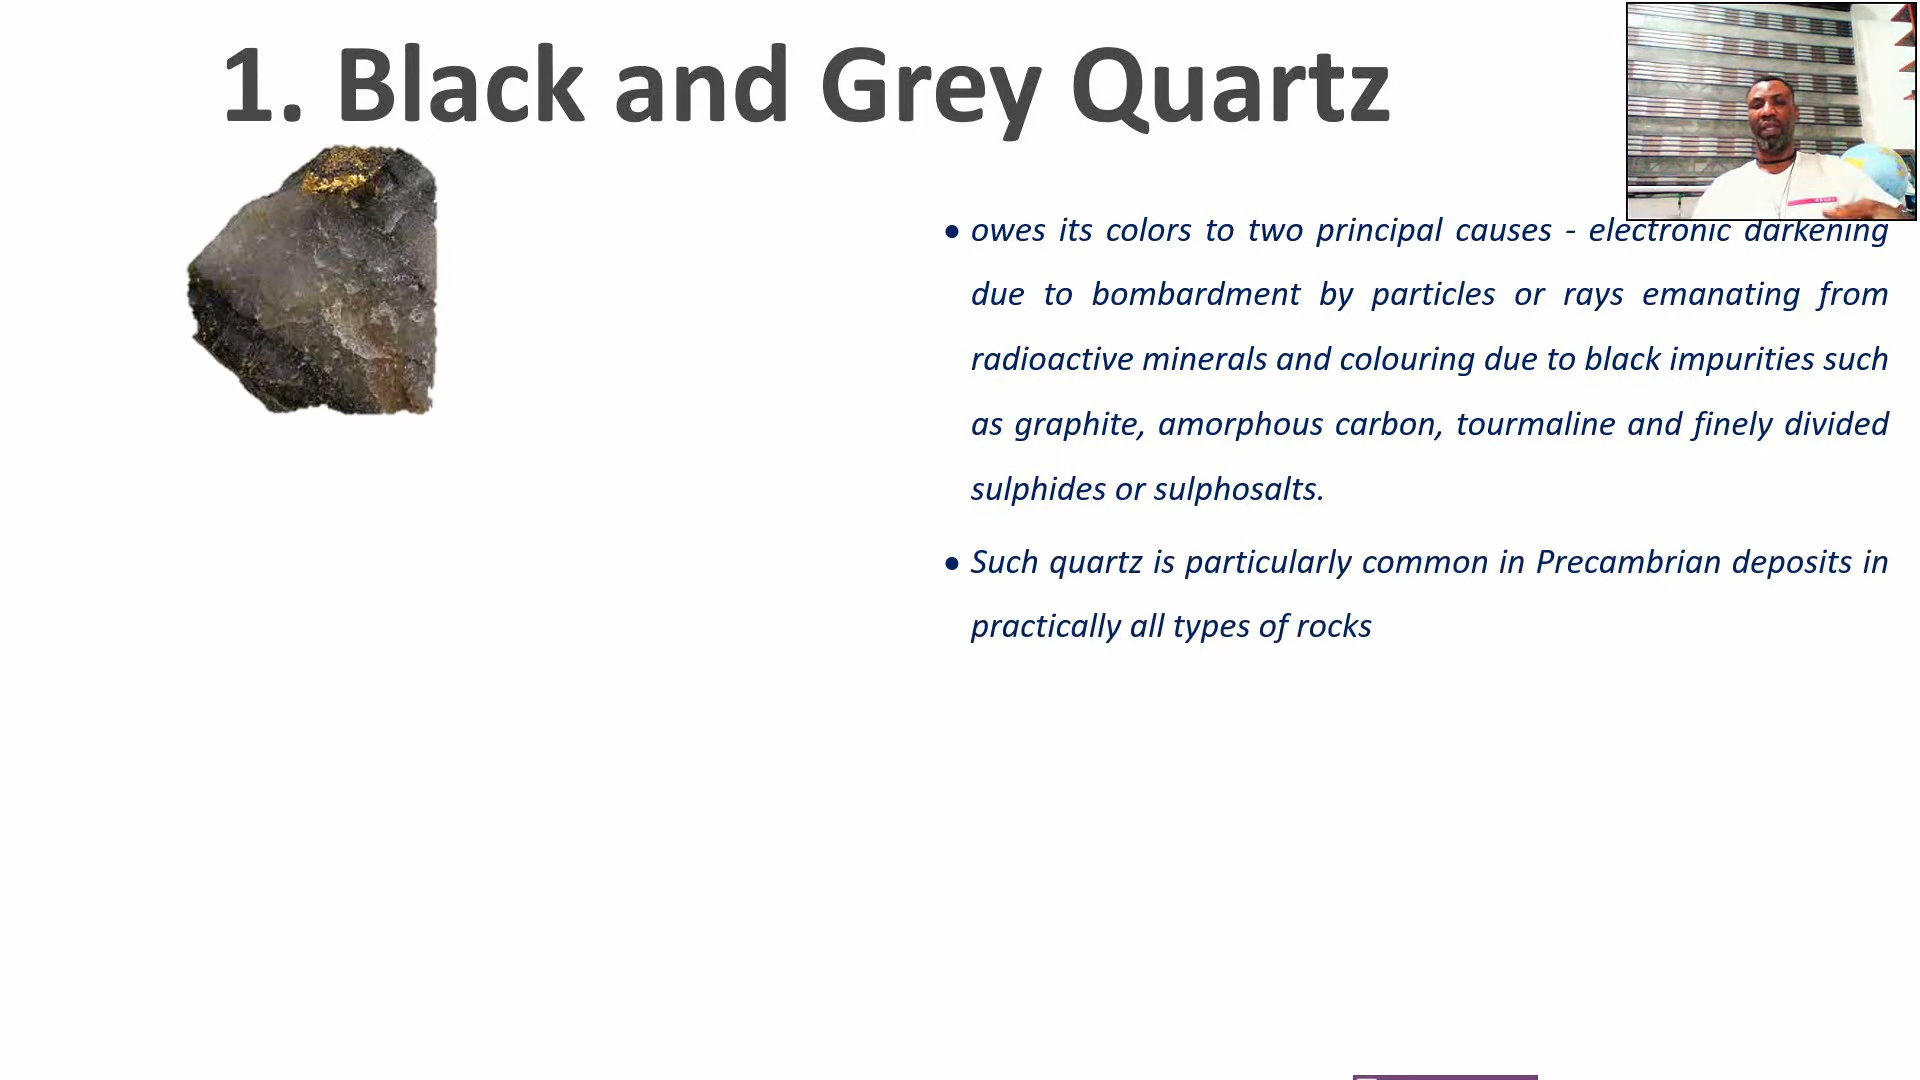 1. Black and Grey Quartz
• owes its colors to two principal causes - electronic darkening
due to bombardment by particles or rays emanating from
radioactive minerals and colouring due to black impurities such
as graphite, amorphous carbon, tourmaline and finely divided
sulphides or sulphosalts.
• Such quartz is particularly common in Precambrian deposits in
practically all types of rocks